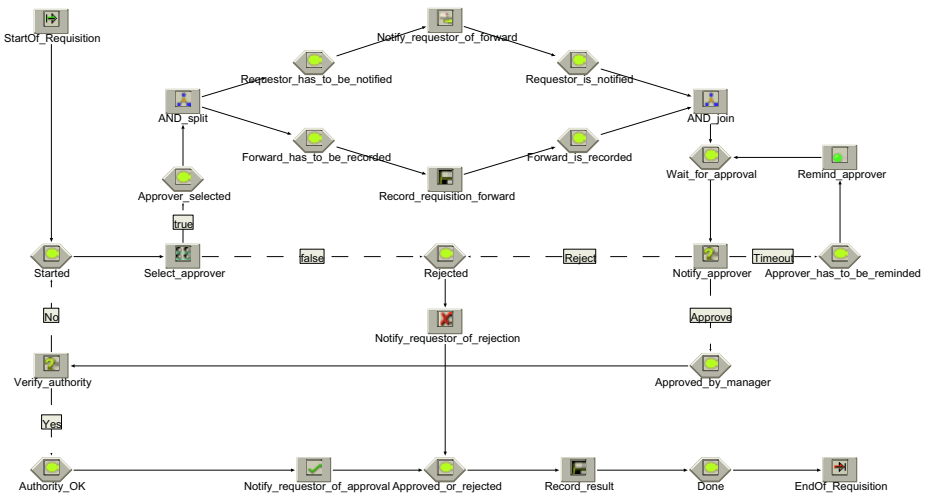 StartOf_Requisition
Notify_requestor_of_forward
Requestor_has_to_be_notified
Requestor_is_notified
AND_split
AND_join
Forward_has_to_be_recorded
Forward_is_recorded
Wait_for_approval
Remind_approver
Approver_selected
Record_requisition_forward
true
Started
Select_approver
false
Rejected
Reject
Notify_approver
Timeout
Approver_has_to_be_reminded
No
Approve
Notify_requestor_of_rejection
Verify_authority
Approved_by_manager
Yes
Authority_OK
Notify_requestor_of_approval
Approved_or_rejected
Record_result
Done
EndOf_Requisition